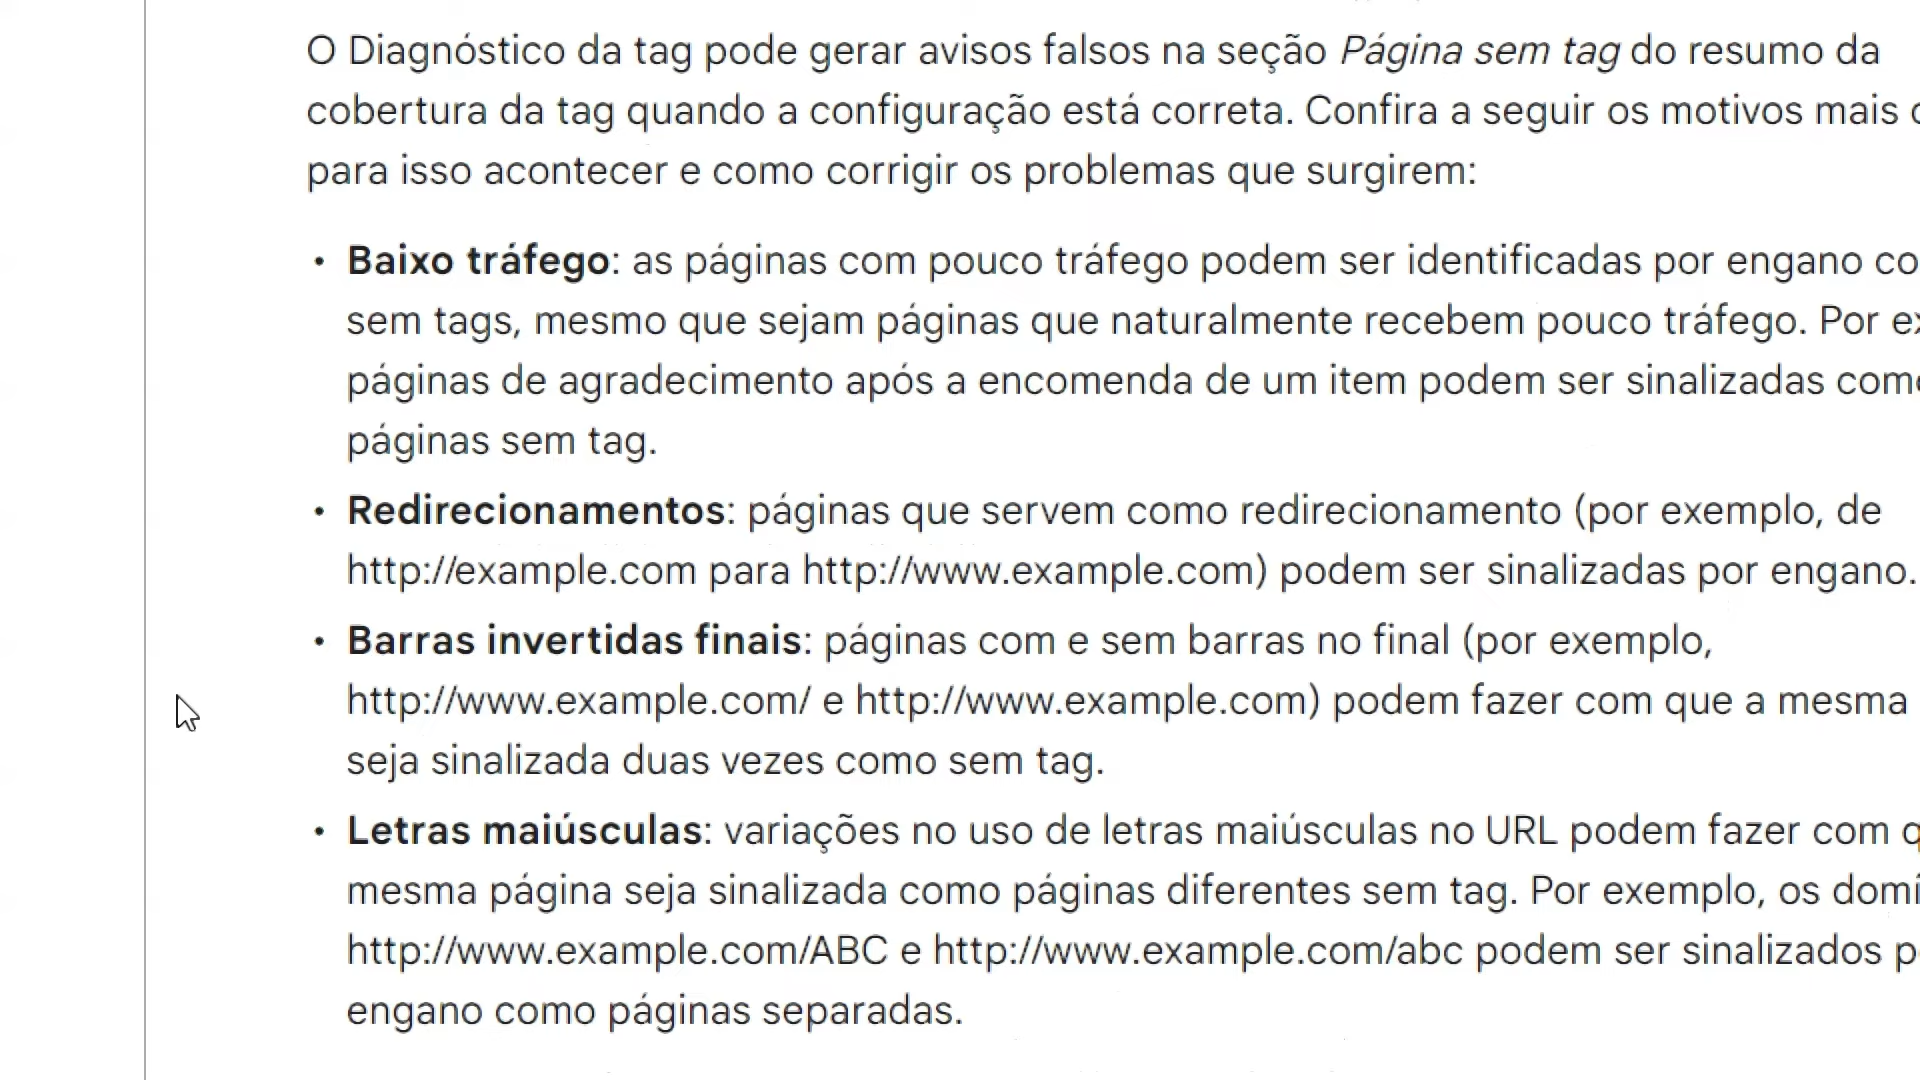 O Diagnóstico da tag pode gerar avisos falsos na seção Página sem tag do resumo da
cobertura da tag quando a configuração está correta. Confira a seguir os motivos mais
para isso acontecer e como corrigir os problemas que surgirem:
• Baixo tráfego: as páginas com pouco tráfego podem ser identificadas por engano
sem tags, mesmo que sejam páginas que naturalmente recebem pouco tráfego. Por
páginas de agradecimento após a encomenda de um item podem ser sinalizadas
páginas sem tag.
• Redirecionamentos: páginas que servem como redirecionamento (por exemplo, de
http://example.com para http://www.example.com) podem ser sinalizadas por engano.
• Barras invertidas finais: páginas com e sem barras no final (por exemplo,
http://www.example.com/ e http://www.example.com) podem fazer com que a mesma
seja sinalizada duas vezes como sem tag.
• Letras maiúsculas: variações no uso de letras maiúsculas no URL podem fazer com
mesma página seja sinalizada como páginas diferentes sem tag. Por exemplo, os
http://www.example.com/ABC e http://www.example.com/abc podem ser sinalizados
engano como páginas separadas.